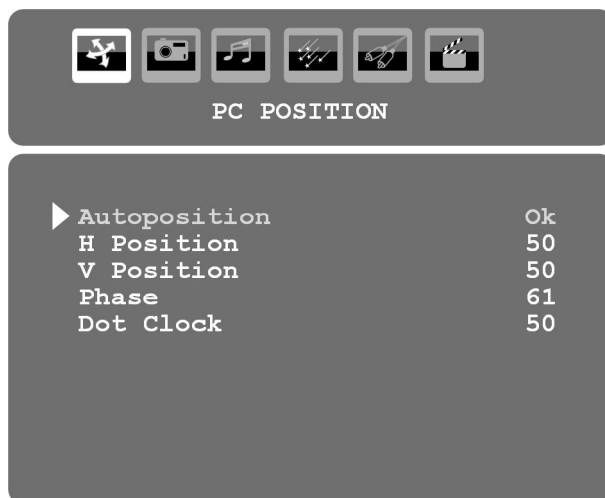 PC POSITION
Autoposition Ok
H Position 50
V Position 50
Phase 61
Dot Clock 50